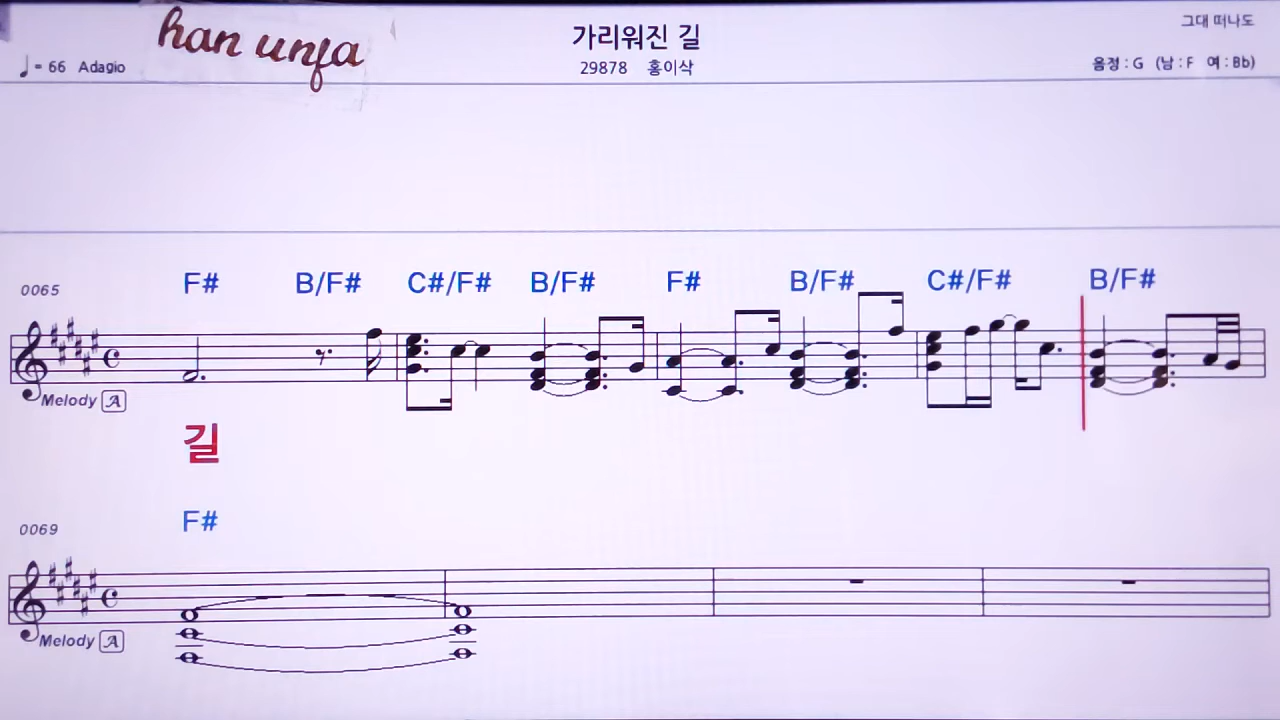 han unfa
가리워진 길
그대 떠나도
♩= 66 Adagio
29878 홍이삭
음정 : G (남 : F 여 : Bb)
0065
F# B/F# C#/F# B/F# F# B/F# C#/F# B/F#
Melody A
길
0069
F#
Melody A